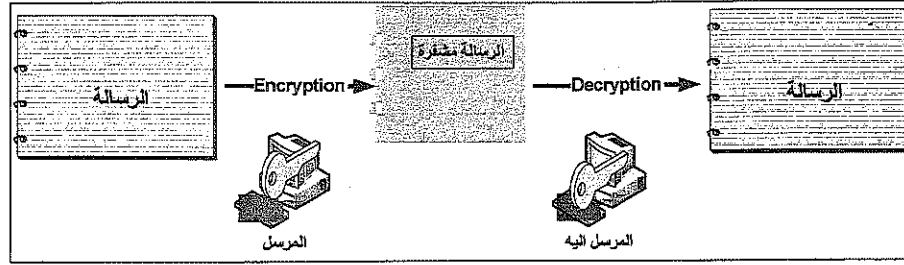 الرسالة
Encryption
الرسالة مشفرة
Decryption
الرسالة
المرسل
المرسل اليه